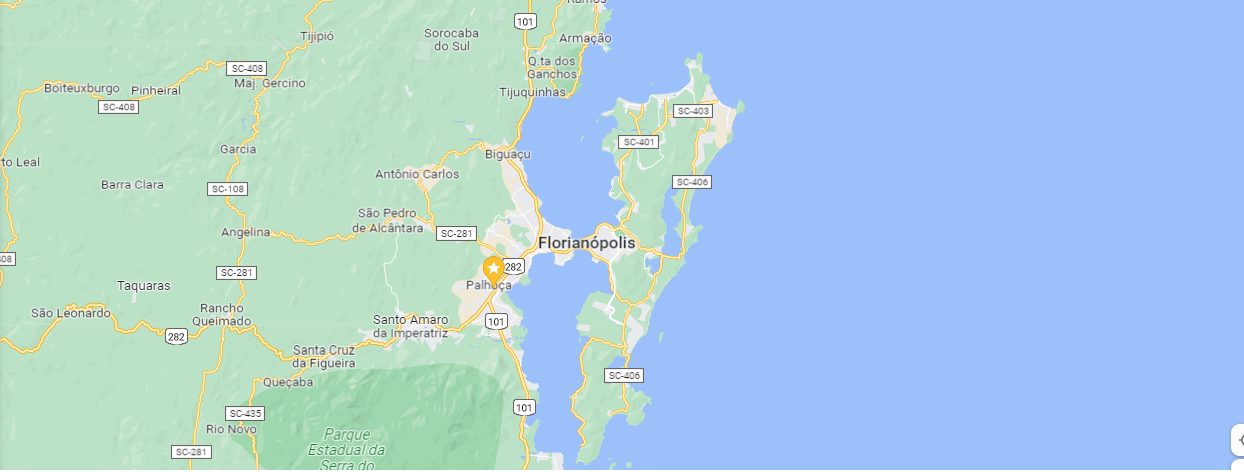 Ramos
101
Tijipió
Sorocaba
do Sul
Armação
Q.ta dos
Ganchos
SC-408
Maj. Gercino
Boiteuxburgo
Pinheiral
Tijuquinhas
SC-408
SC-403
SC-401
Garcia
Biguaçu
rto Leal
Antônio Carlos
Barra Clara
SC-108
SC-406
São Pedro
de Alcântara
Angelina
SC-281
Florianópolis
408
SC-281
282
Taquaras
Palhoça
São Leonardo
Rancho
Queimado
Santo Amaro
da Imperatriz
101
282
Santa Cruz
da Figueira
Queçaba
SC-406
SC-435
101
Rio Novo
SC-281
Parque
Estadual da
Serra do